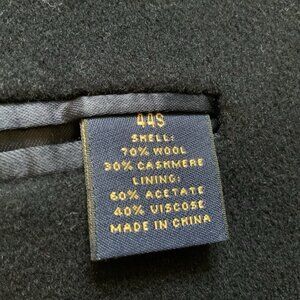 44S
SHELL:
70% WOOL
30% CASHMERE
LINING:
60% ACETATE
40% VISCOSE
MADE IN CHINA